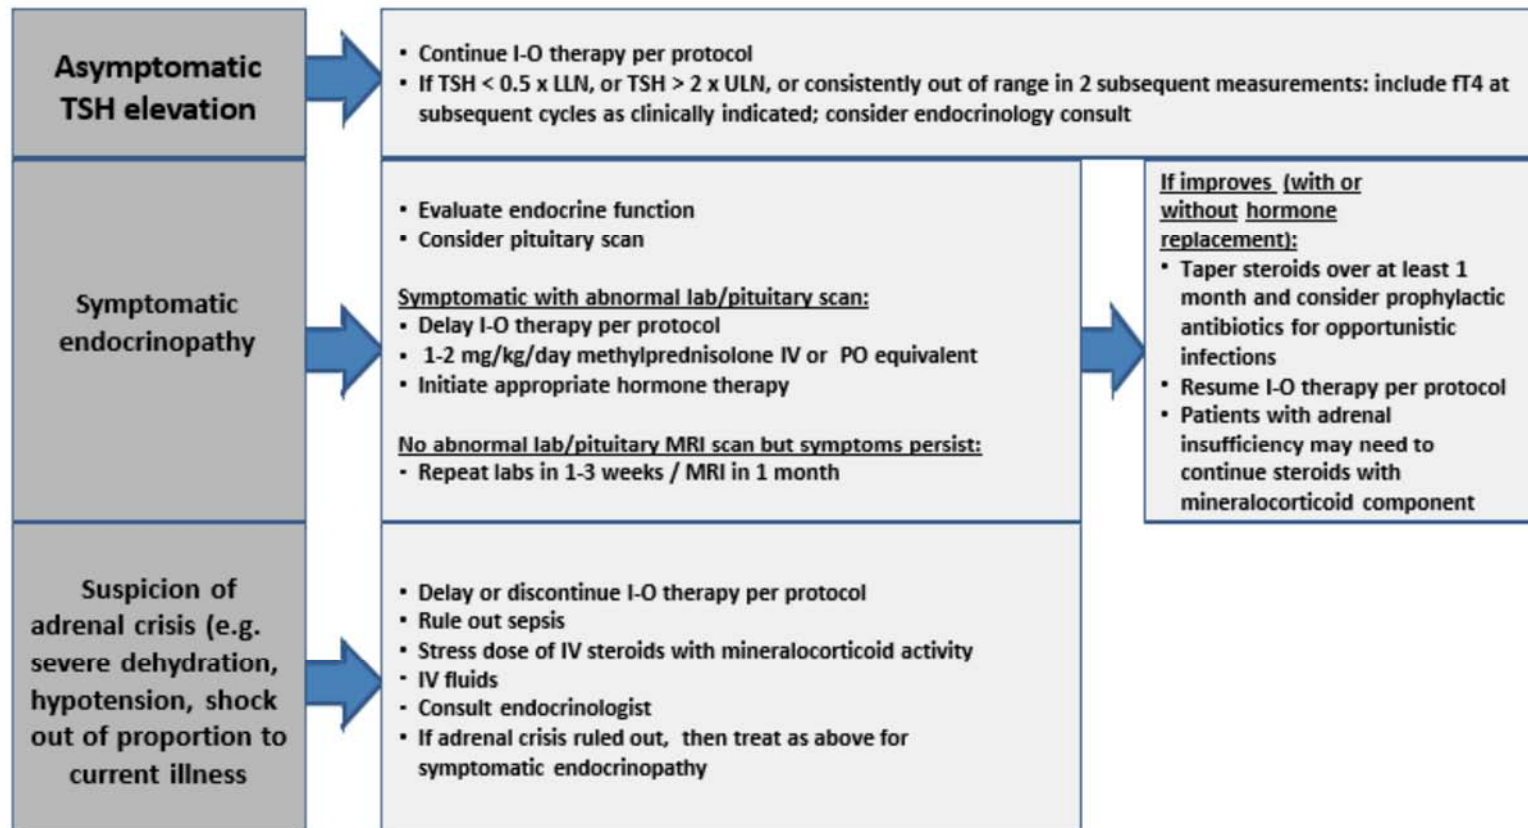 Asymptomatic
TSH elevation
• Continue I-O therapy per protocol
• If TSH < 0.5 x LLN, or TSH > 2 x ULN, or consistently out of range in 2 subsequent measurements: include fT4 at
subsequent cycles as clinically indicated; consider endocrinology consult
Symptomatic
endocrinopathy
• Evaluate endocrine function
• Consider pituitary scan
Symptomatic with abnormal lab/pituitary scan:
• Delay I-O therapy per protocol
• 1-2 mg/kg/day methylprednisolone IV or PO equivalent
• Initiate appropriate hormone therapy
No abnormal lab/pituitary MRI scan but symptoms persist:
• Repeat labs in 1-3 weeks / MRI in 1 month
If improves (with or
without hormone
replacement):
• Taper steroids over at least 1
month and consider prophylactic
antibiotics for opportunistic
infections
• Resume I-O therapy per protocol
• Patients with adrenal
insufficiency may need to
continue steroids with
mineralocorticoid component
Suspicion of
adrenal crisis (e.g.
severe dehydration,
hypotension, shock
out of proportion to
current illness
• Delay or discontinue I-O therapy per protocol
• Rule out sepsis
• Stress dose of IV steroids with mineralocorticoid activity
• IV fluids
• Consult endocrinologist
• If adrenal crisis ruled out, then treat as above for
symptomatic endocrinopathy